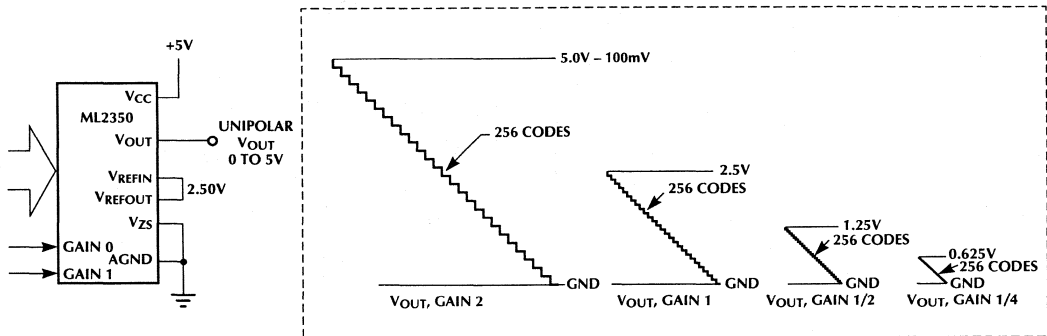 +5V
VCC
ML2350
VOUT
UNIPOLAR
VOUT
0 TO 5V
VREFIN
2.50V
VREFOUT
VZS
GAIN 0
AGND
GAIN 1
5.0V – 100mV
256 CODES
GND
VOUT, GAIN 2
2.5V
256 CODES
GND
VOUT, GAIN 1
1.25V
256 CODES
GND
VOUT, GAIN 1/2
0.625V
256 CODES
GND
VOUT, GAIN 1/4